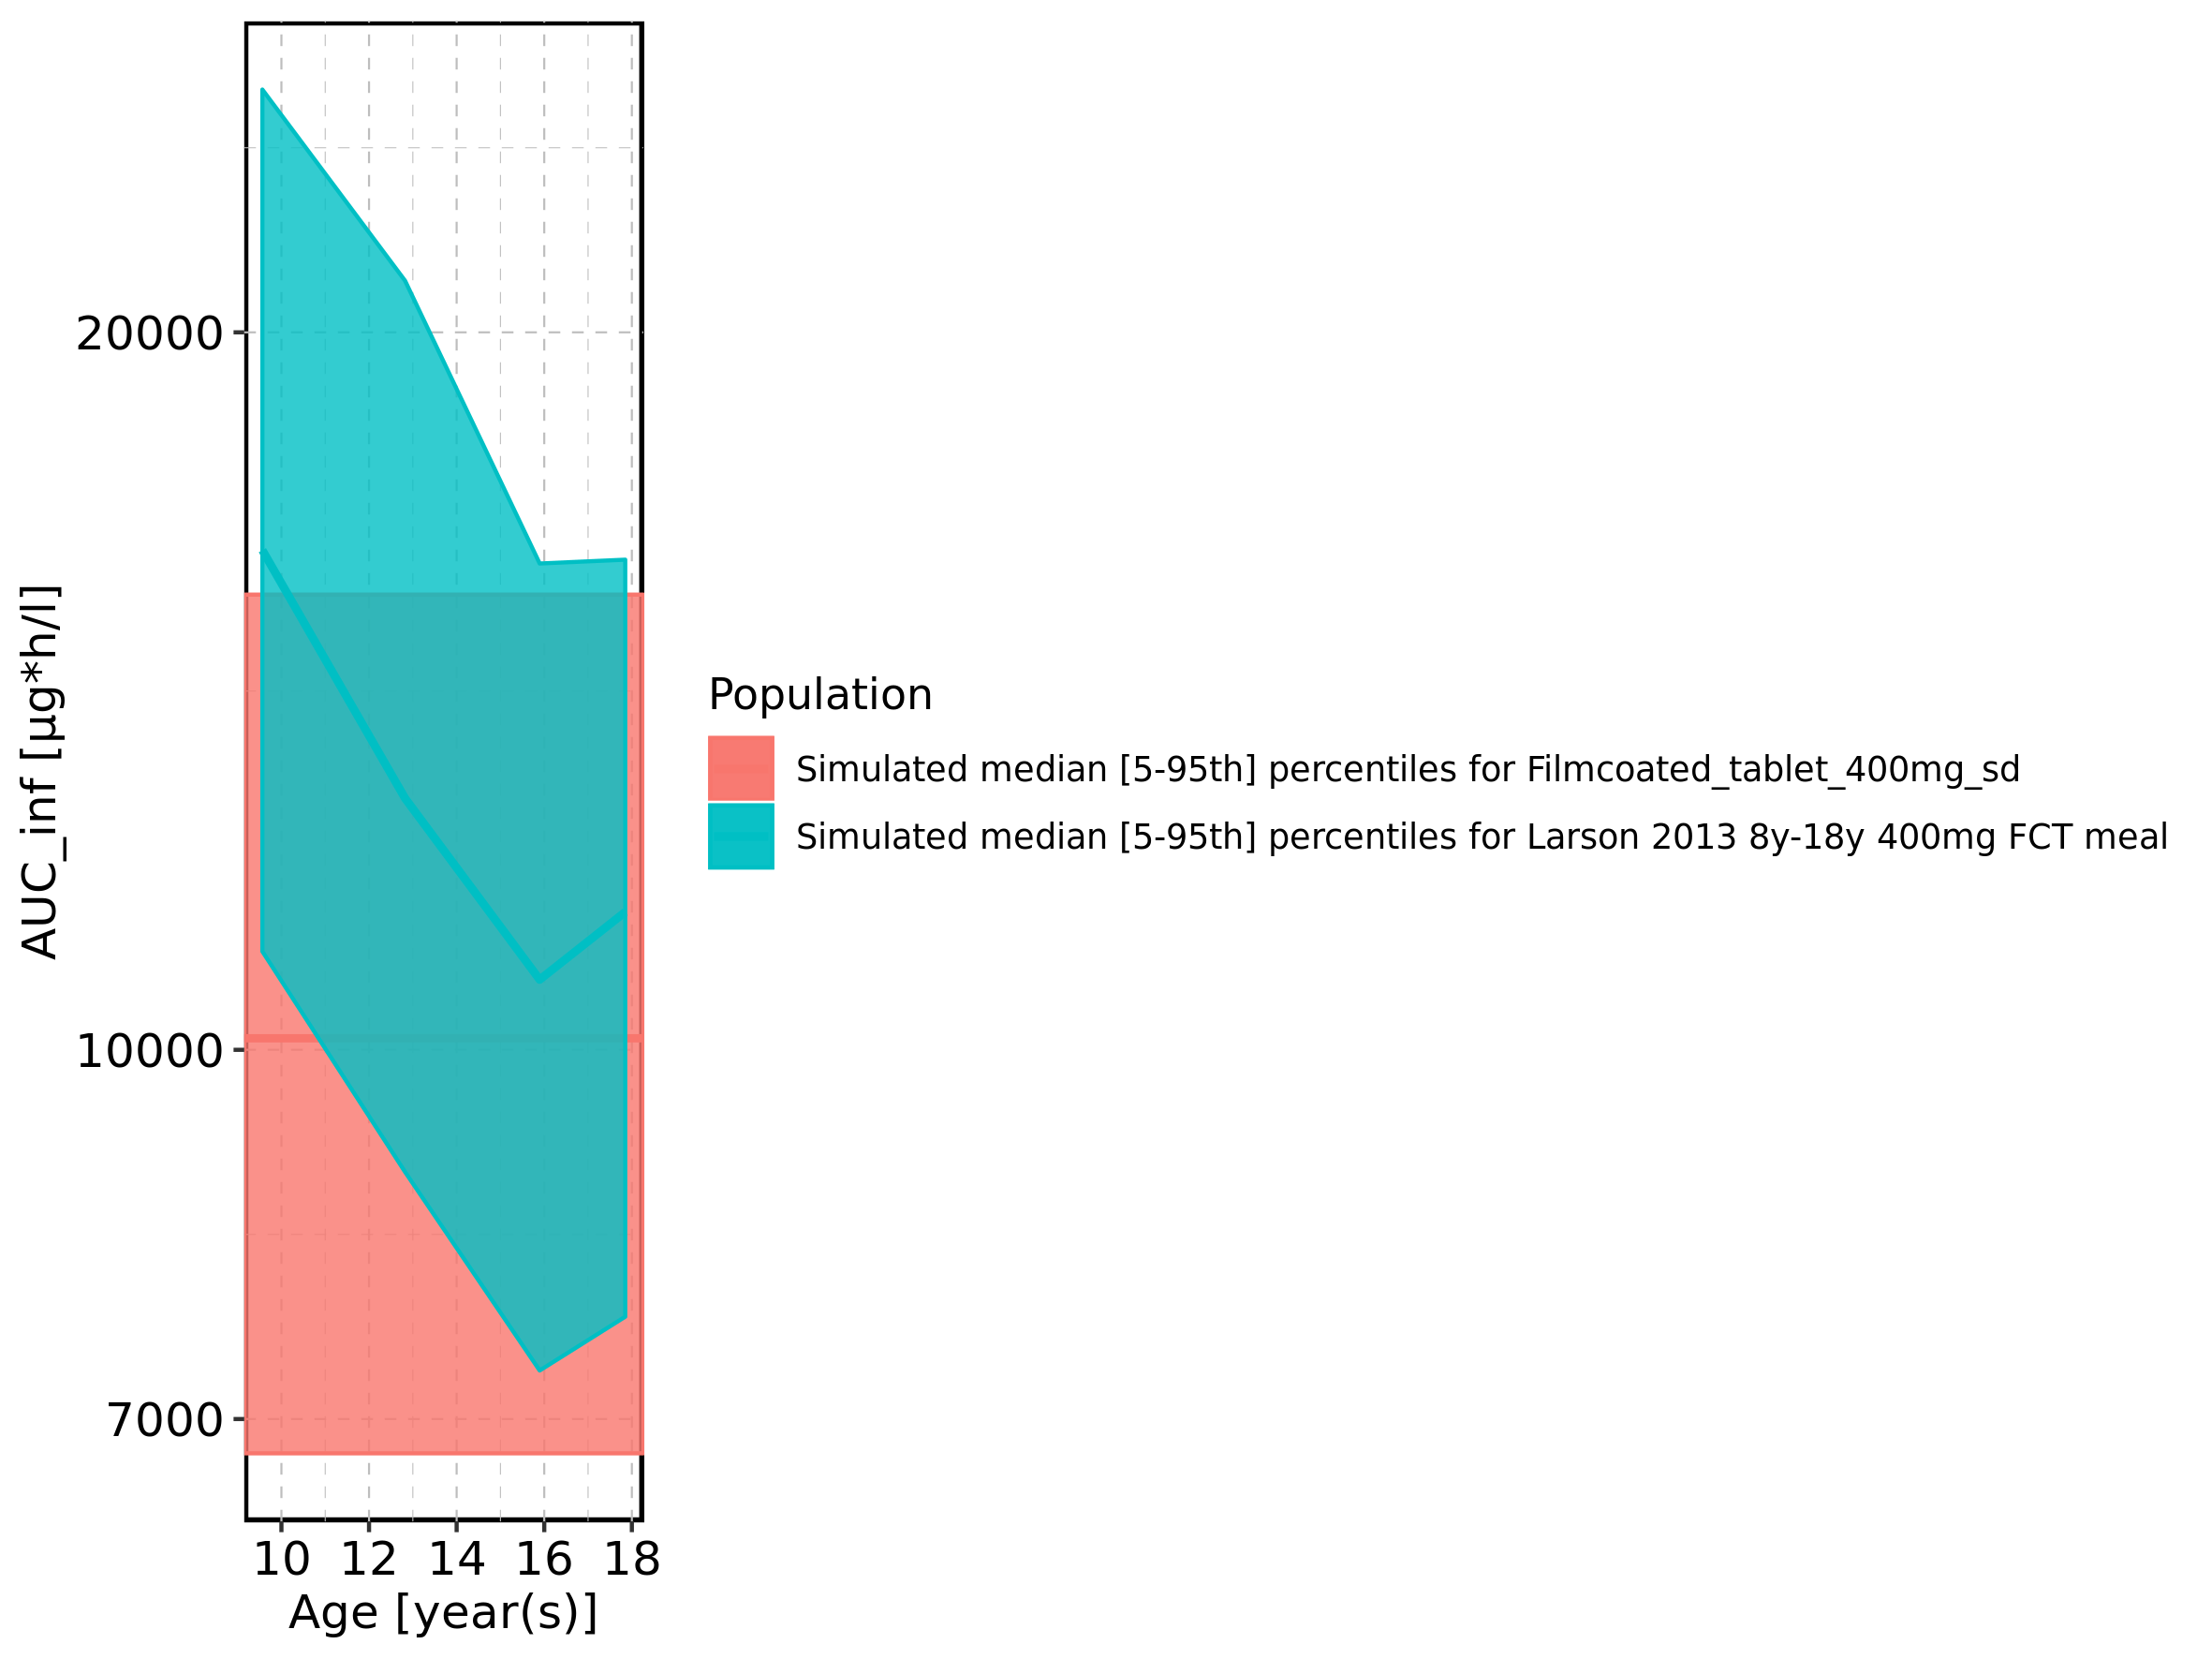 AUC_inf [µg*h/l]
20000
10000
7000
10 12 14 16 18
Age [year(s)]
Population
Simulated median [5-95th] percentiles for Filmcoated_tablet_400mg_sd
Simulated median [5-95th] percentiles for Larson 2013 8y-18y 400mg FCT meal